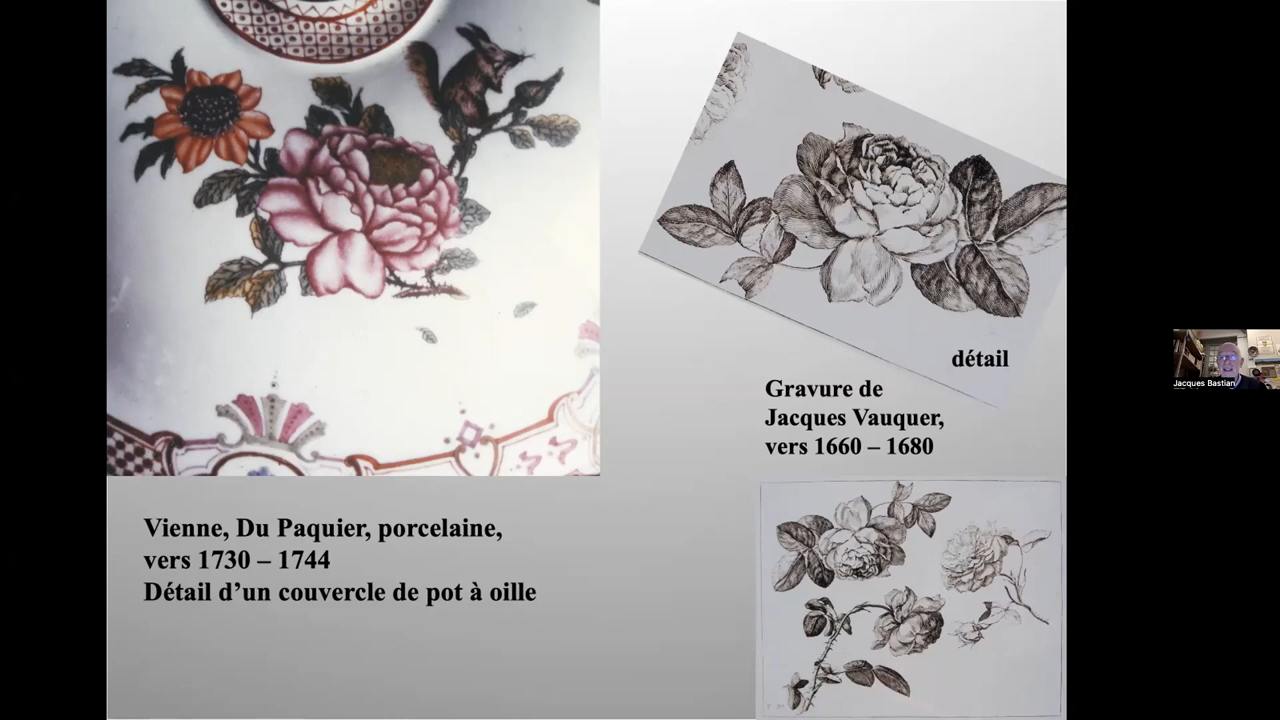 détail
Gravure de
Jacques Vauquer,
vers 1660 – 1680
Vienne, Du Paquier, porcelaine,
vers 1730 – 1744
Détail d’un couvercle de pot à oille
Jacques Bastian